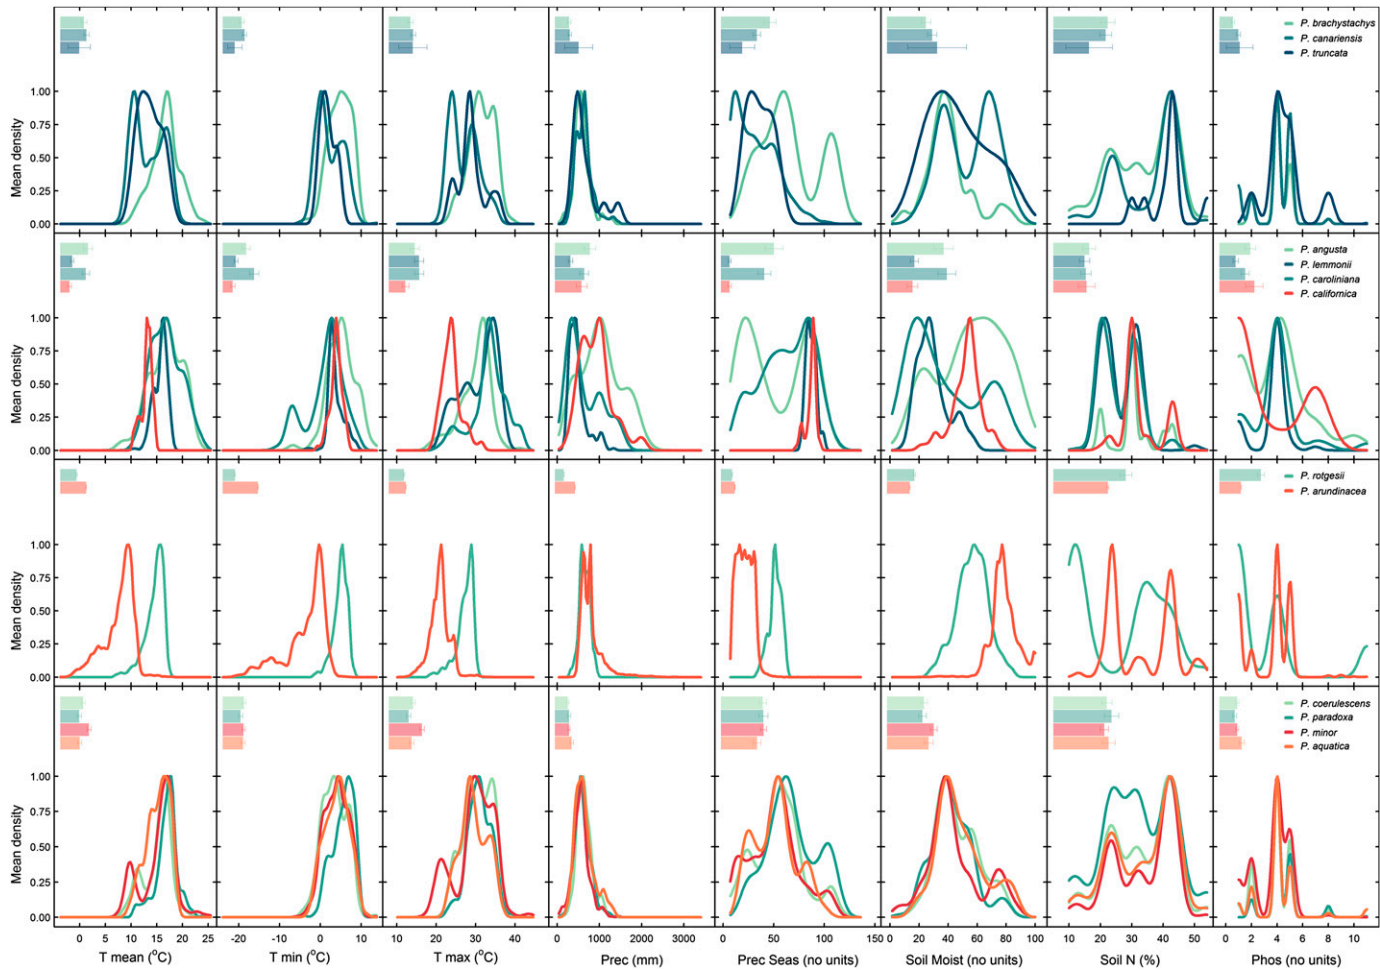 P. brachystachys
P. canariensis
P. truncata
Mean density
1.00
0.75
0.50
0.25
0.00
P. angusta
P. lemmonii
P. caroliniana
P. californica
Mean density
1.00
0.75
0.50
0.25
0.00
P. rotgesii
P. arundinacea
Mean density
1.00
0.75
0.50
0.25
0.00
P. coerulescens
P. paradoxa
P. minor
P. aquatica
Mean density
1.00
0.75
0.50
0.25
0.00
0 5 10 15 20 25 -20 -10 0 10 10 20 30 40 0 1000 2000 3000 0 50 100 150 0 20 40 60 80 100 10 20 30 40 50 0 2 4 6 8 10
T mean (°C) T min (°C) T max (°C) Prec (mm) Prec Seas (no units) Soil Moist (no units) Soil N (%) Phos (no units)